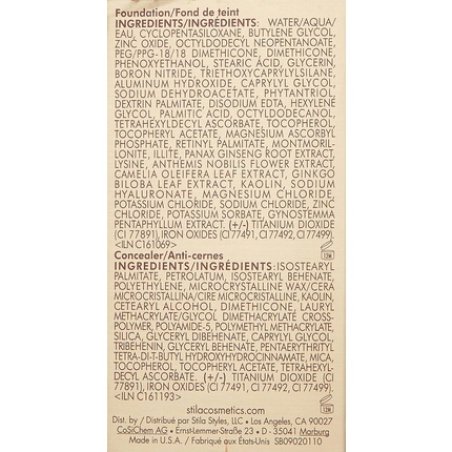 Foundation/Fond de teint
INGREDIENTS/INGRÉDIENTS: WATER/AQUA/
EAU, CYCLOPENTASILOXANE, BUTYLENE GLYCOL,
ZINC OXIDE, OCTYLDODECYL NEOPENTANOATE,
PEG/PPG-18/18 DIMETHICONE, DIMETHICONE,
PHENOXYETHANOL, STEARIC ACID, GLYCERIN,
BORON NITRIDE, TRIETHOXYCAPRYLYLSILANE,
ALUMINUM HYDROXIDE, CAPRYLYL GLYCOL,
SODIUM DEHYDROACETATE, PHYTANTRIOL,
DEXTRIN PALMITATE, DISODIUM EDTA, HEXYLENE
GLYCOL, PALMITIC ACID, OCTYLDODECANOL,
TETRAHEXYLDECYL ASCORBATE, TOCOPHEROL,
TOCOPHERYL ACETATE, MAGNESIUM ASCORBYL
PHOSPHATE, RETINYL PALMITATE, MONTMORIL-
LONITE, ILLITE, PANAX GINSENG ROOT EXTRACT,
LYSINE, ANTHEMIS NOBILIS FLOWER EXTRACT,
CAMELIA OLEIFERA LEAF EXTRACT, GINKGO
BILOBA LEAF EXTRACT, KAOLIN, SODIUM
HYALURONATE, MAGNESIUM CHLORIDE,
POTASSIUM CHLORIDE, SODIUM CHLORIDE, ZINC
CHLORIDE, POTASSIUM SORBATE, GYNOSTEMMA
PENTAPHYLLUM EXTRACT. (+/-) TITANIUM DIOXIDE
(CI 77891), IRON OXIDES (CI 77491, CI 77492, CI 77499).
<ILN C161069>
12M
Concealer/Anti-cernes
INGREDIENTS/INGRÉDIENTS: ISOSTEARYL
PALMITATE, PETROLATUM, ISOSTEARYL BEHENATE,
POLYETHYLENE, MICROCRYSTALLINE WAX/CERA
MICROCRISTALLINA/CIRE MICROCRISTALLINE, KAOLIN,
CETEARYL ALCOHOL, DIMETHICONE, LAURYL
METHACRYLATE/GLYCOL DIMETHACRYLATE CROSS-
POLYMER, POLYAMIDE-5, POLYMETHYL METHACRYLATE,
SILICA, GLYCERYL DIBEHENATE, CAPRYLYL GLYCOL,
TRIBEHENIN, GLYCERYL BEHENATE, PENTAERYTHRITYL
TETRA-DI-T-BUTYL HYDROXYHYDROCINNAMATE, MICA,
TOCOPHEROL, TOCOPHERYL ACETATE, TETRAHEXYL-
DECYL ASCORBATE. (+/-) TITANIUM DIOXIDE (CI
77891), IRON OXIDES (CI 77491, CI 77492, CI 77499).
<ILN C161193>
12M
stilacosmetics.com
Dist. by / Distribué par Stila Styles, LLC • Los Angeles, CA 90027
CoSiChem AG • Ernst-Lemmer-Straße 23 • D - 35041 Marburg
Made in U.S.A. / Fabriqué aux États-Unis SB09020110